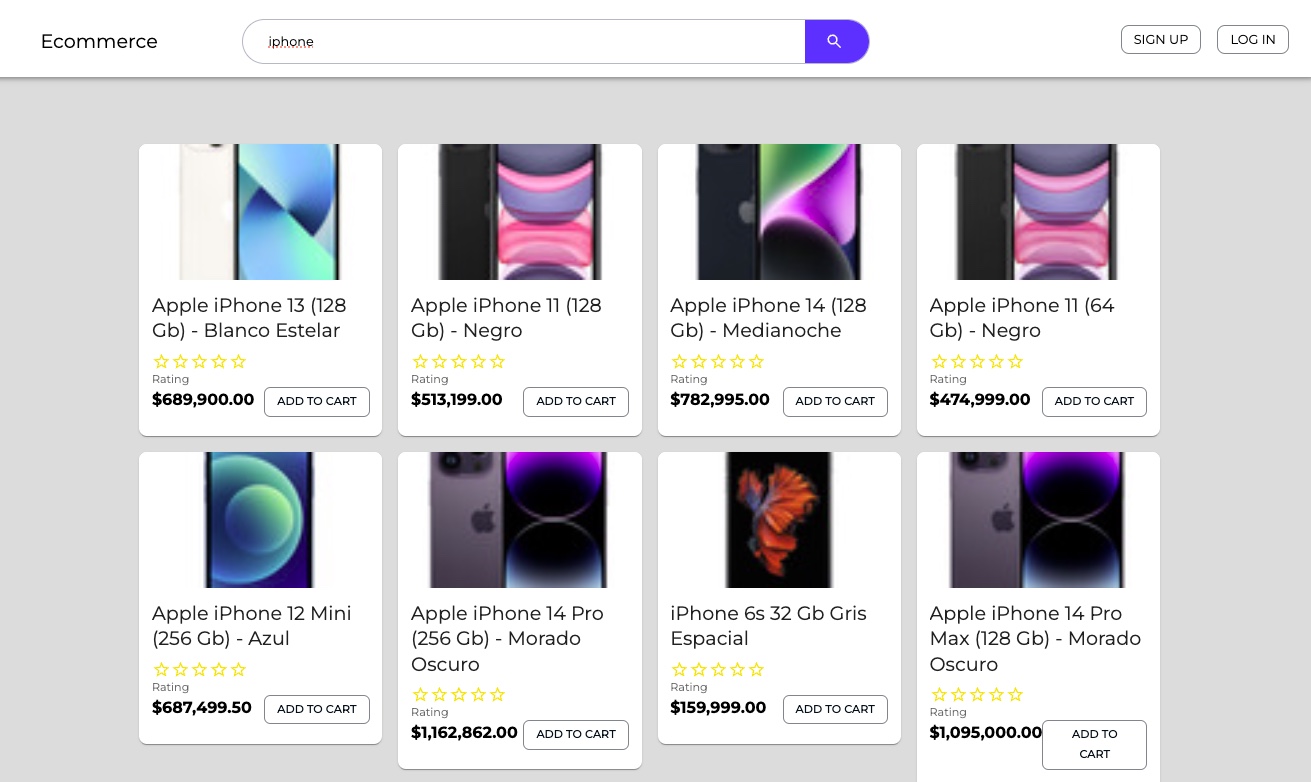 Ecommerce
iphone
SIGN UP
LOG IN
Apple iPhone 13 (128
Gb) - Blanco Estelar
Rating
$689,900.00
ADD TO CART
Apple iPhone 11 (128
Gb) - Negro
Rating
$513,199.00
ADD TO CART
Apple iPhone 14 (128
Gb) - Medianoche
Rating
$782,995.00
ADD TO CART
Apple iPhone 11 (64
Gb) - Negro
Rating
$474,999.00
ADD TO CART
Apple iPhone 12 Mini
(256 Gb) - Azul
Rating
$687,499.50
ADD TO CART
Apple iPhone 14 Pro
(256 Gb) - Morado
Oscuro
Rating
$1,162,862.00
ADD TO CART
iPhone 6s 32 Gb Gris
Espacial
Rating
$159,999.00
ADD TO CART
Apple iPhone 14 Pro
Max (128 Gb) - Morado
Oscuro
Rating
$1,095,000.00
ADD TO
CART